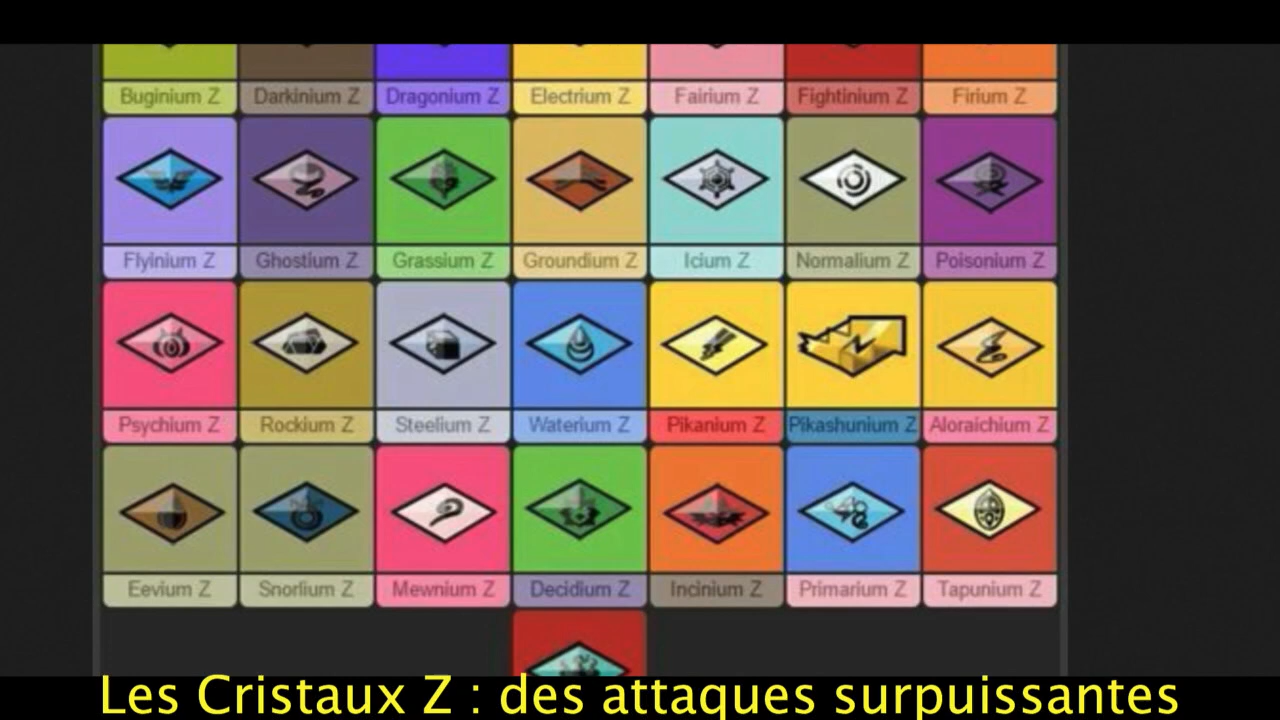 Buginium Z Darkinium Z Dragonium Z Electrium Z Fairium Z Fightinium Z Firium Z
Flyinium Z Ghostium Z Grassium Z Groundium Z Icium Z Normalium Z Poisonium Z
Psychium Z Rockium Z Steelium Z Waterium Z Pikanium Z Pikashunium Z Aloraichium Z
Eevium Z Snorlium Z Mewnium Z Decidium Z Incinium Z Primarium Z Tapunium Z
Les Cristaux Z : des attaques surpuissantes